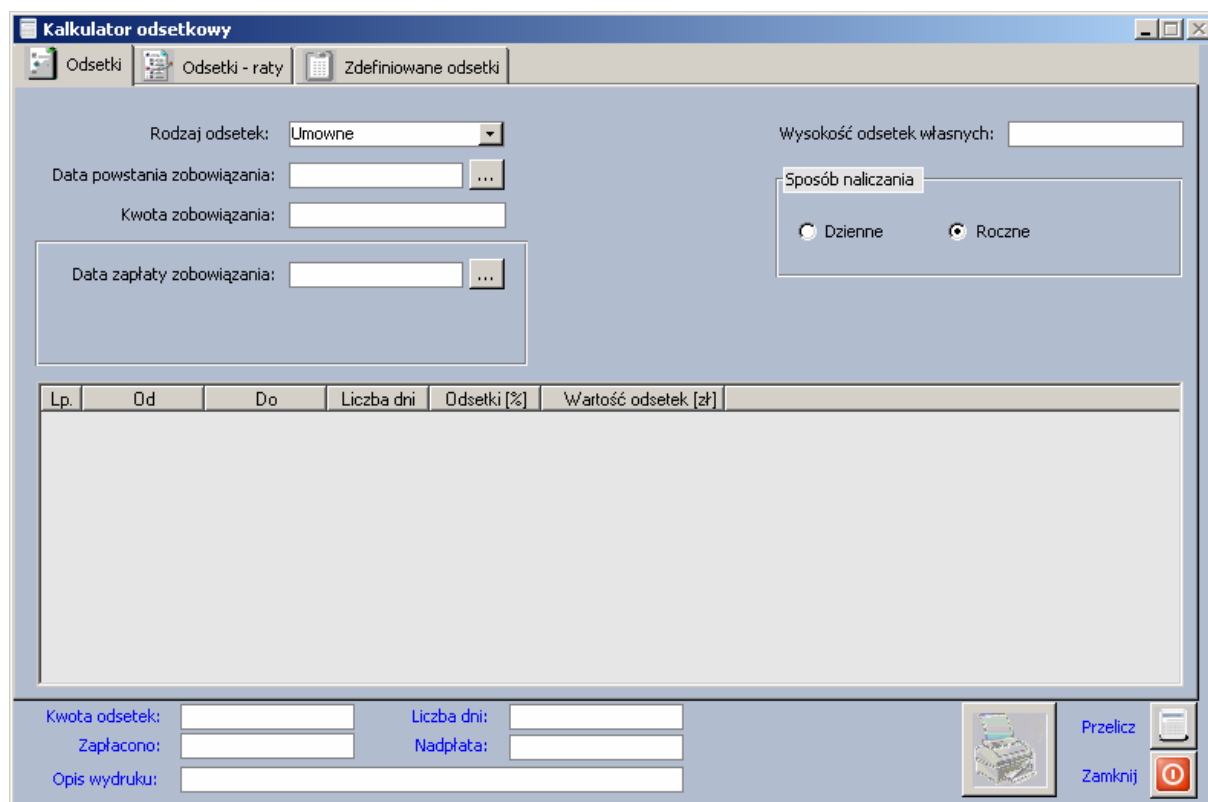 Kalkulator odsetkowy
Odsetki Odsetki - raty Zdefiniowane odsetki
Rodzaj odsetek: Umowne Wysokość odsetek własnych:
Data powstania zobowiązania: ...
Sposób naliczania
Kwota zobowiązania:
Dzienne Roczne
Data zapłaty zobowiązania: ...
Lp. Od Do Liczba dni Odsetki [%] Wartość odsetek [zł]
Kwota odsetek: Liczba dni:
Przelicz
Zapłacono: Nadpłata:
Opis wydruku: Zamknij